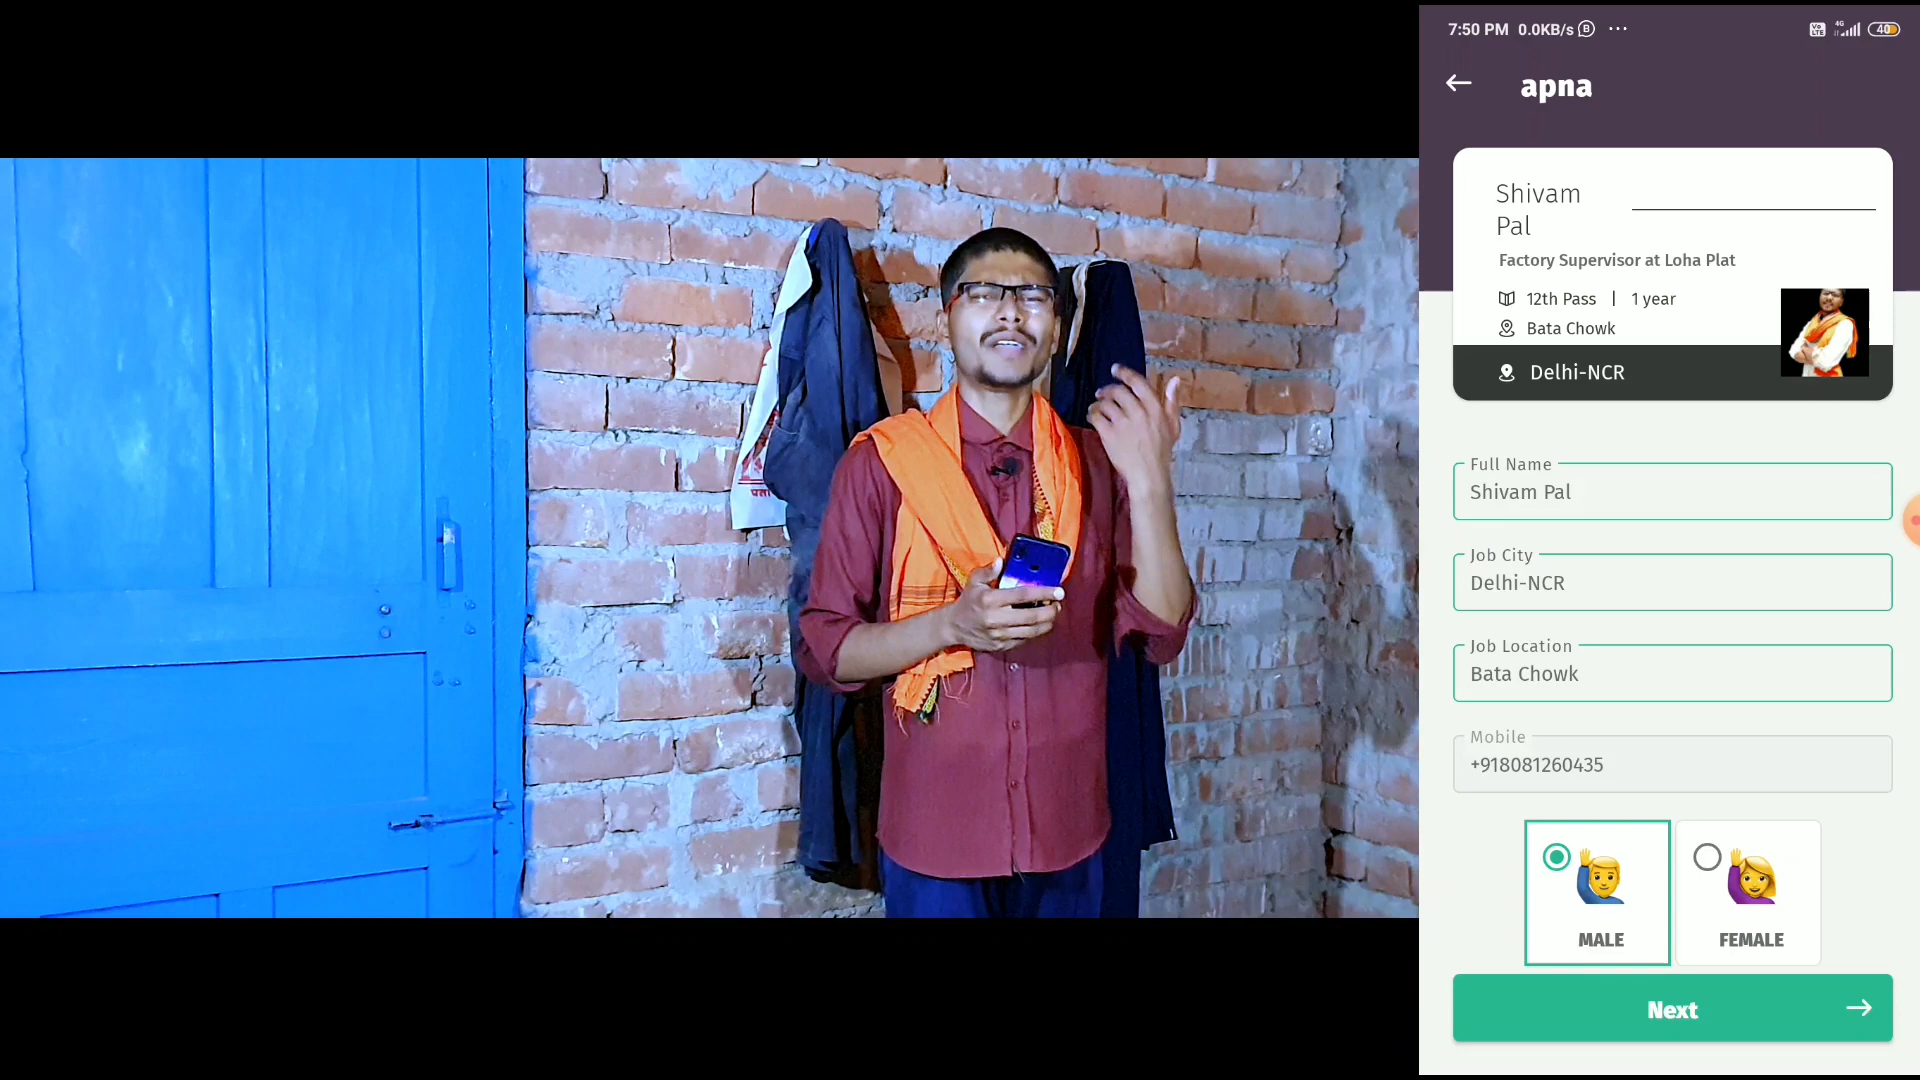 7:50 PM 0.0KB/s
4G
40
apna
Shivam
Pal
Factory Supervisor at Loha Plat
12th Pass | 1 year
Bata Chowk
Delhi-NCR
Full Name
Shivam Pal
Job City
Delhi-NCR
Job Location
Bata Chowk
Mobile
+918081260435
MALE FEMALE
Next